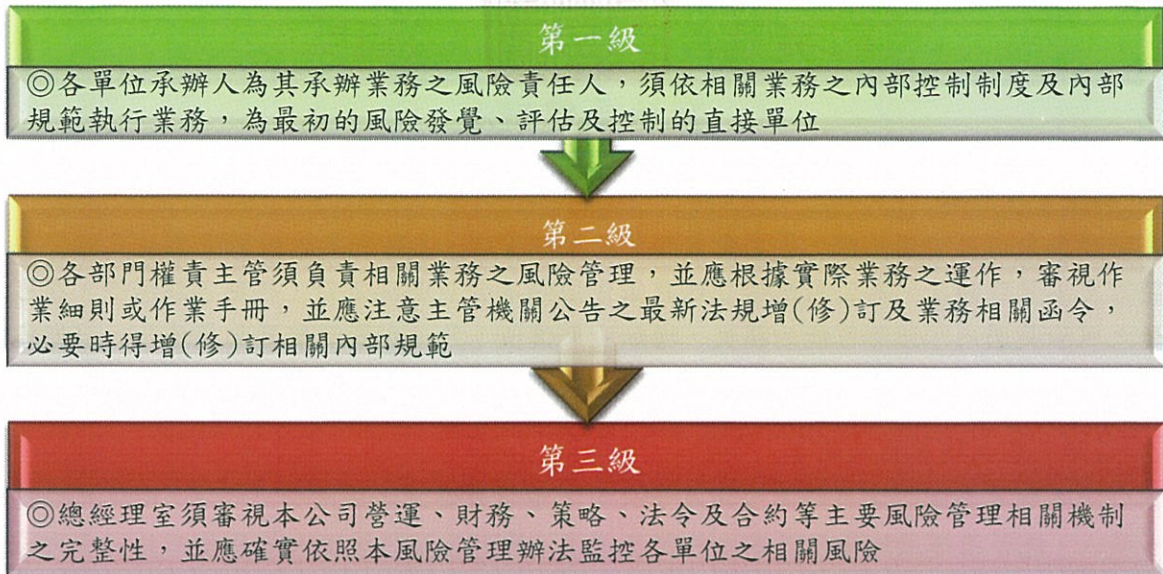 第一級
◎各單位承辦人為其承辦業務之風險責任人，須依相關業務之內部控制制度及內部
規範執行業務，為最初的風險發覺、評估及控制的直接單位
第二級
◎各部門權責主管須負責相關業務之風險管理，並應根據實際業務之運作，審視作
業細則或作業手冊，並應注意主管機關公告之最新法規增(修)訂及業務相關函令，
必要時得增(修)訂相關內部規範
第三級
◎總經理室須審視本公司營運、財務、策略、法令及合約等主要風險管理相關機制
之完整性，並應確實依照本風險管理辦法監控各單位之相關風險